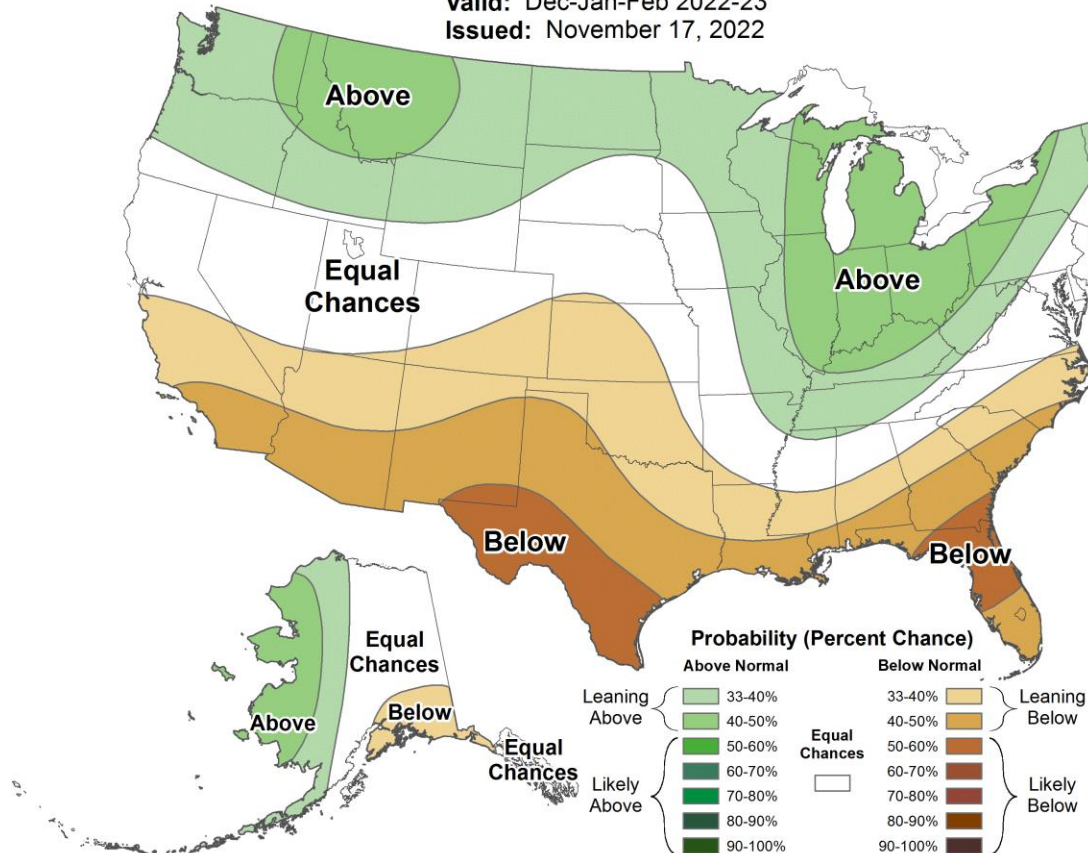 Valid: Dec-Jan-Feb 2022-23
Issued: November 17, 2022
Above
Equal
Chances
Above
Below
Below
Equal
Chances
Above
Below
Equal
Chances
Probability (Percent Chance)
Above Normal
Below Normal
Leaning
Above
33-40%
40-50%
Likely
Above
50-60%
60-70%
70-80%
80-90%
90-100%
Equal
Chances
33-40%
40-50%
Leaning
Below
50-60%
60-70%
70-80%
80-90%
90-100%
Likely
Below